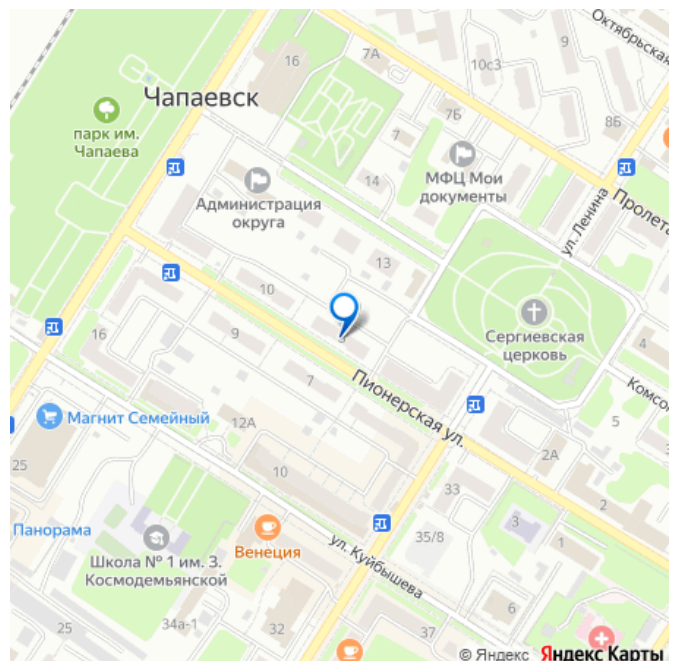 Октябрьская
9
16
7А
10с3
Чапаевск
7Б
8Б
парк им.
Чапаева
7
МФЦ Мои
документы
14
Администрация
округа
Пролета
ул. Ленина
13
10
Сергиевская
церковь
16
9
4
7
Пионерская ул.
Комсо
Магнит Семейный
12А
5
25
10
2А
3
33
2
Панорама
Венеция
3
1
35/8
Школа № 1 им. З.
Космодемьянской
ул. Куйбышева
6
25
34а-1
32
37
© Яндекс Яндекс Карты